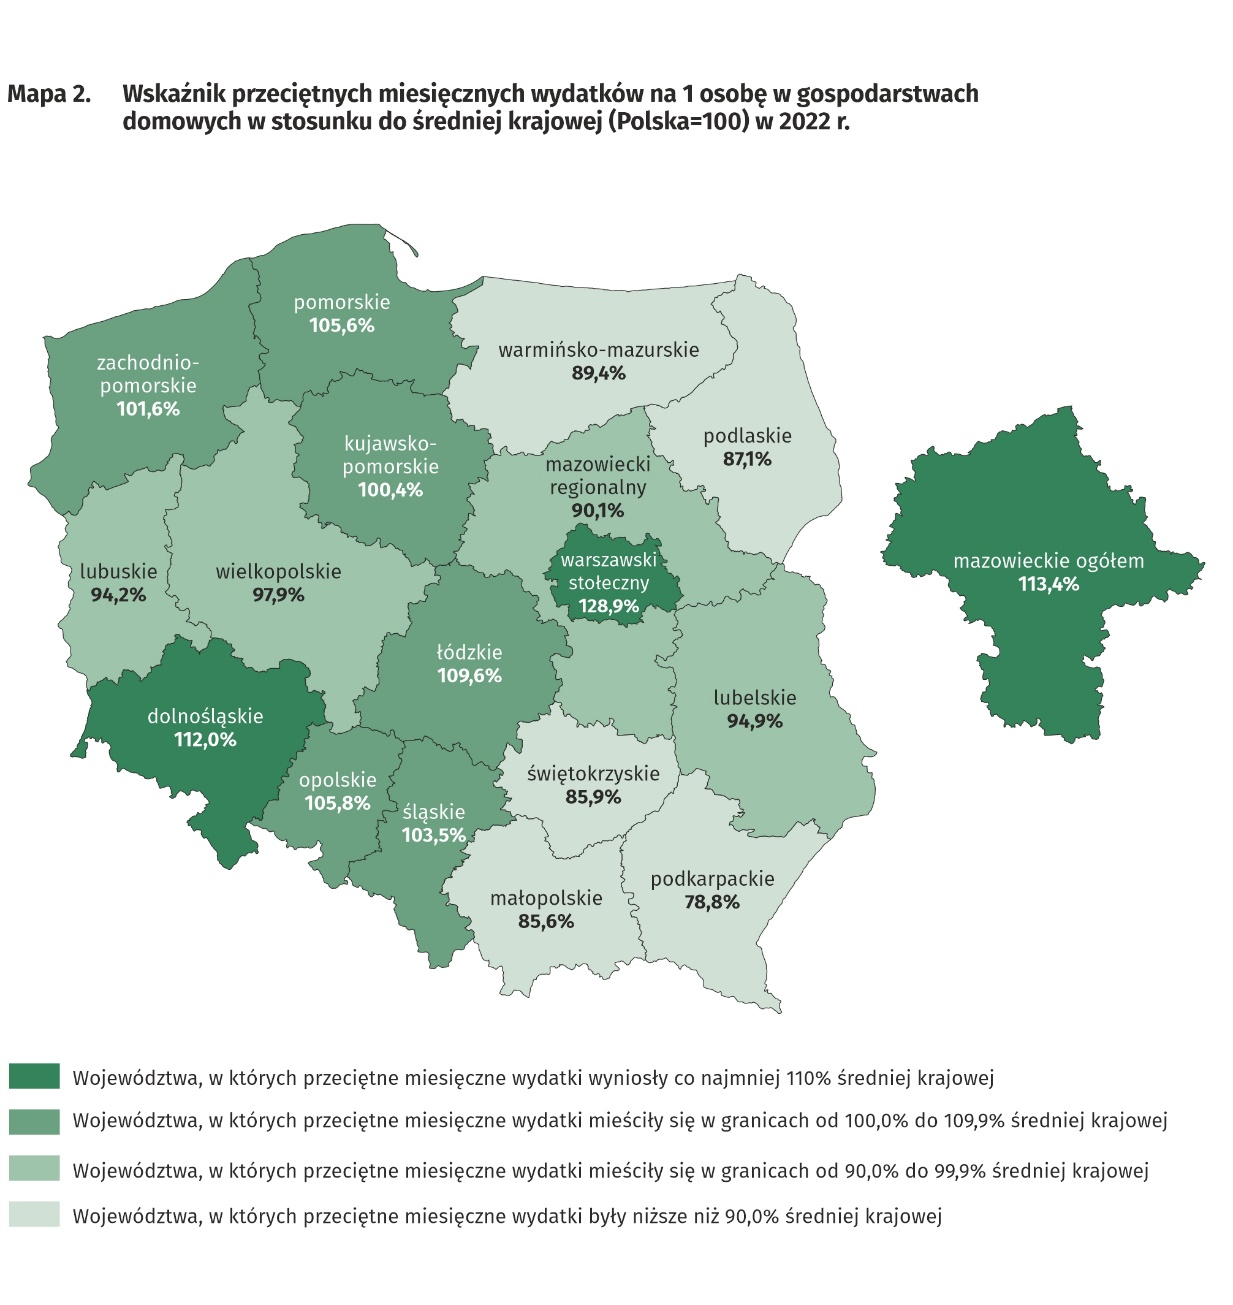 Mapa 2. Wskaźnik przeciętnych miesięcznych wydatków na 1 osobę w gospodarstwach
domowych w stosunku do średniej krajowej (Polska=100) w 2022 r.
pomorskie
105,6%
zachodnio-
pomorskie
101,6%
warmińsko-mazurskie
89,4%
podlaskie
87,1%
kujawsko-
pomorskie
100,4%
mazowiecki
regionalny
90,1%
warszawski
stołeczny
128,9%
mazowieckie ogółem
113,4%
lubuskie
94,2%
wielkopolskie
97,9%
łódzkie
109,6%
lubelskie
94,9%
dolnośląskie
112,0%
opolskie
105,8%
śląskie
103,5%
świętokrzyskie
85,9%
małopolskie
85,6%
podkarpackie
78,8%
Województwa, w których przeciętne miesięczne wydatki wyniosły co najmniej 110% średniej krajowej
Województwa, w których przeciętne miesięczne wydatki mieściły się w granicach od 100,0% do 109,9% średniej krajowej
Województwa, w których przeciętne miesięczne wydatki mieściły się w granicach od 90,0% do 99,9% średniej krajowej
Województwa, w których przeciętne miesięczne wydatki były niższe niż 90,0% średniej krajowej